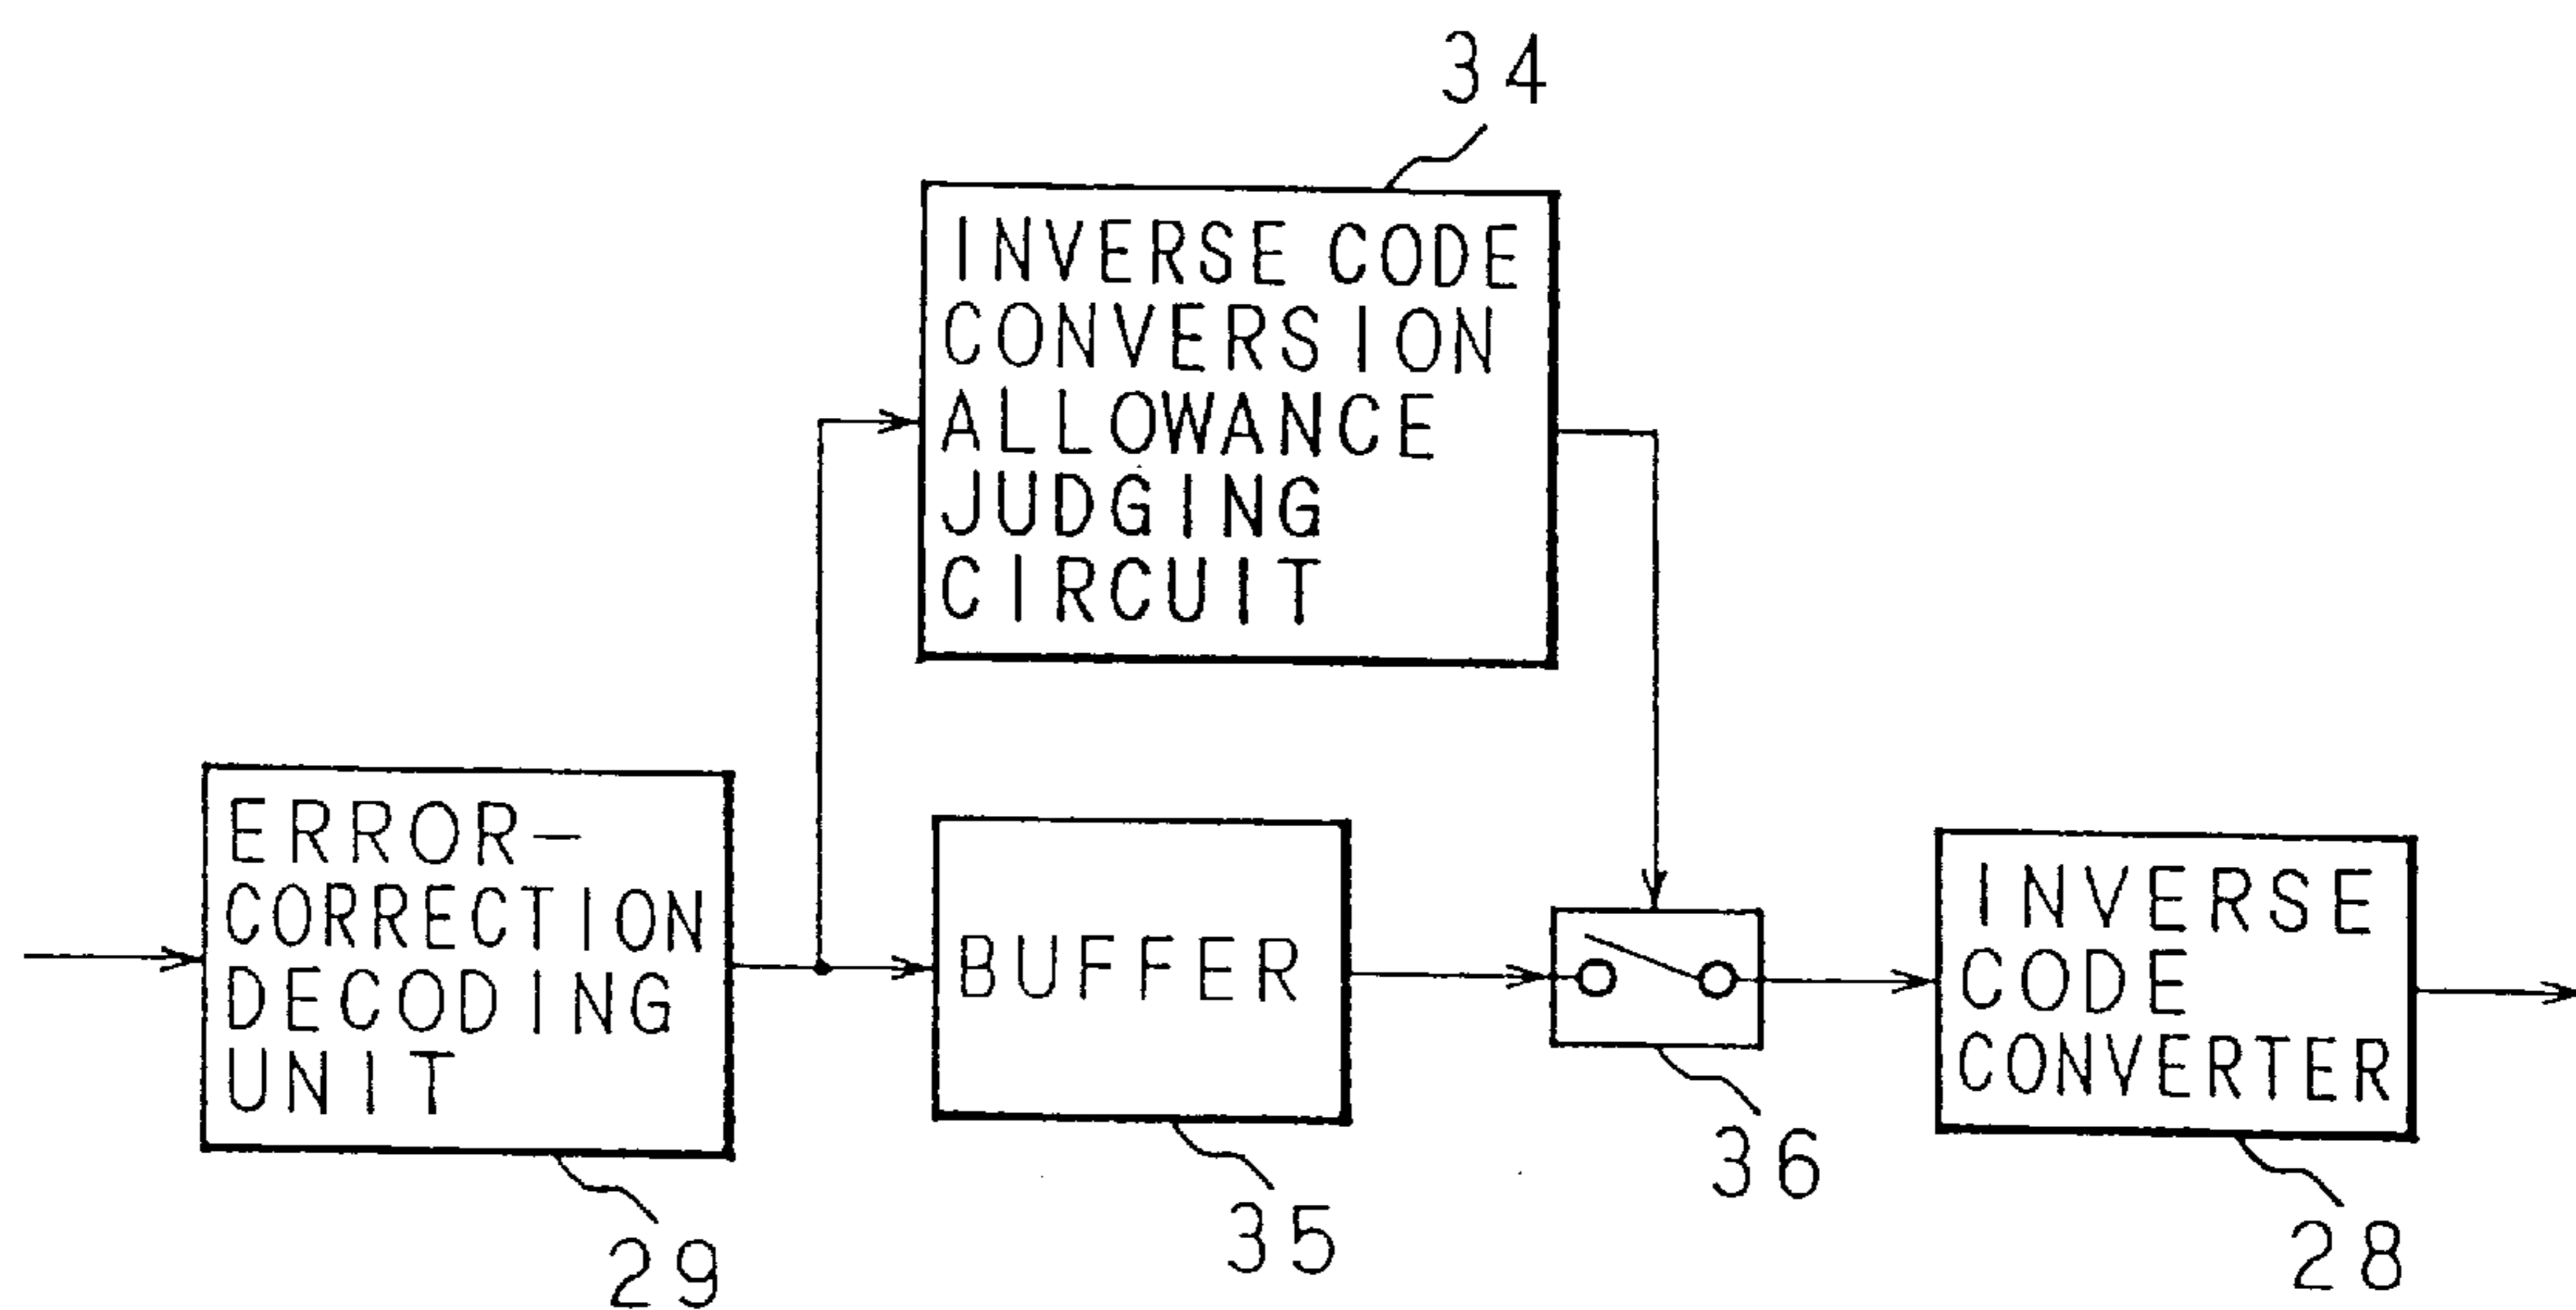 34
INVERSE CODE
CONVERSION
ALLOWANCE
JUDGING
CIRCUIT
ERROR-
CORRECTION
DECODING
UNIT
29
BUFFER
35
36
INVERSE
CODE
CONVERTER
28